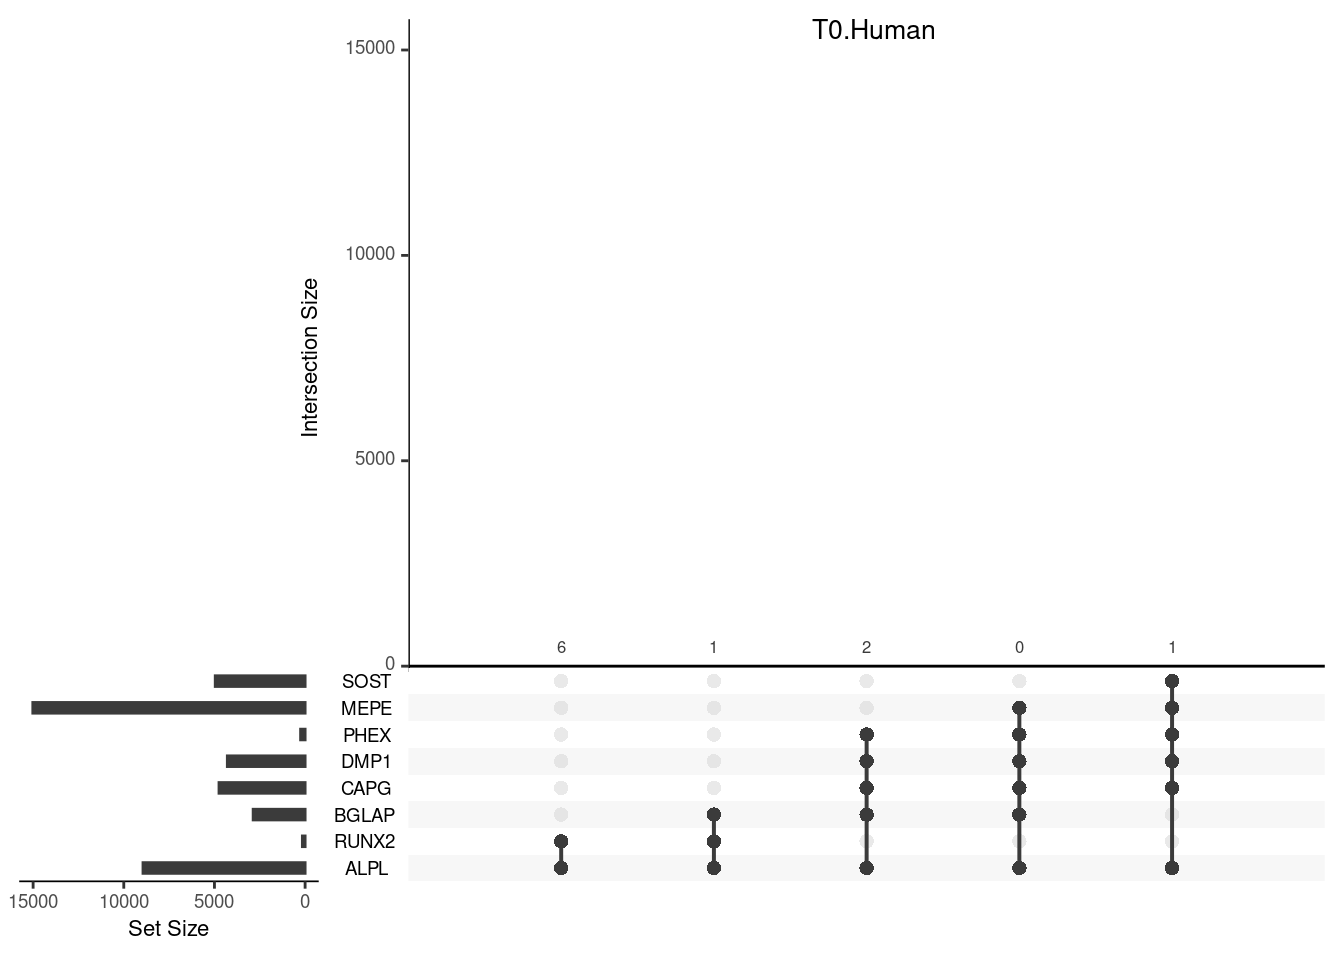 T0.Human
15000
10000
5000
0
Intersection Size
6 1 2 0 1
SOST
MEPE
PHEX
DMP1
CAPG
BGLAP
RUNX2
ALPL
15000 10000 5000 0
Set Size